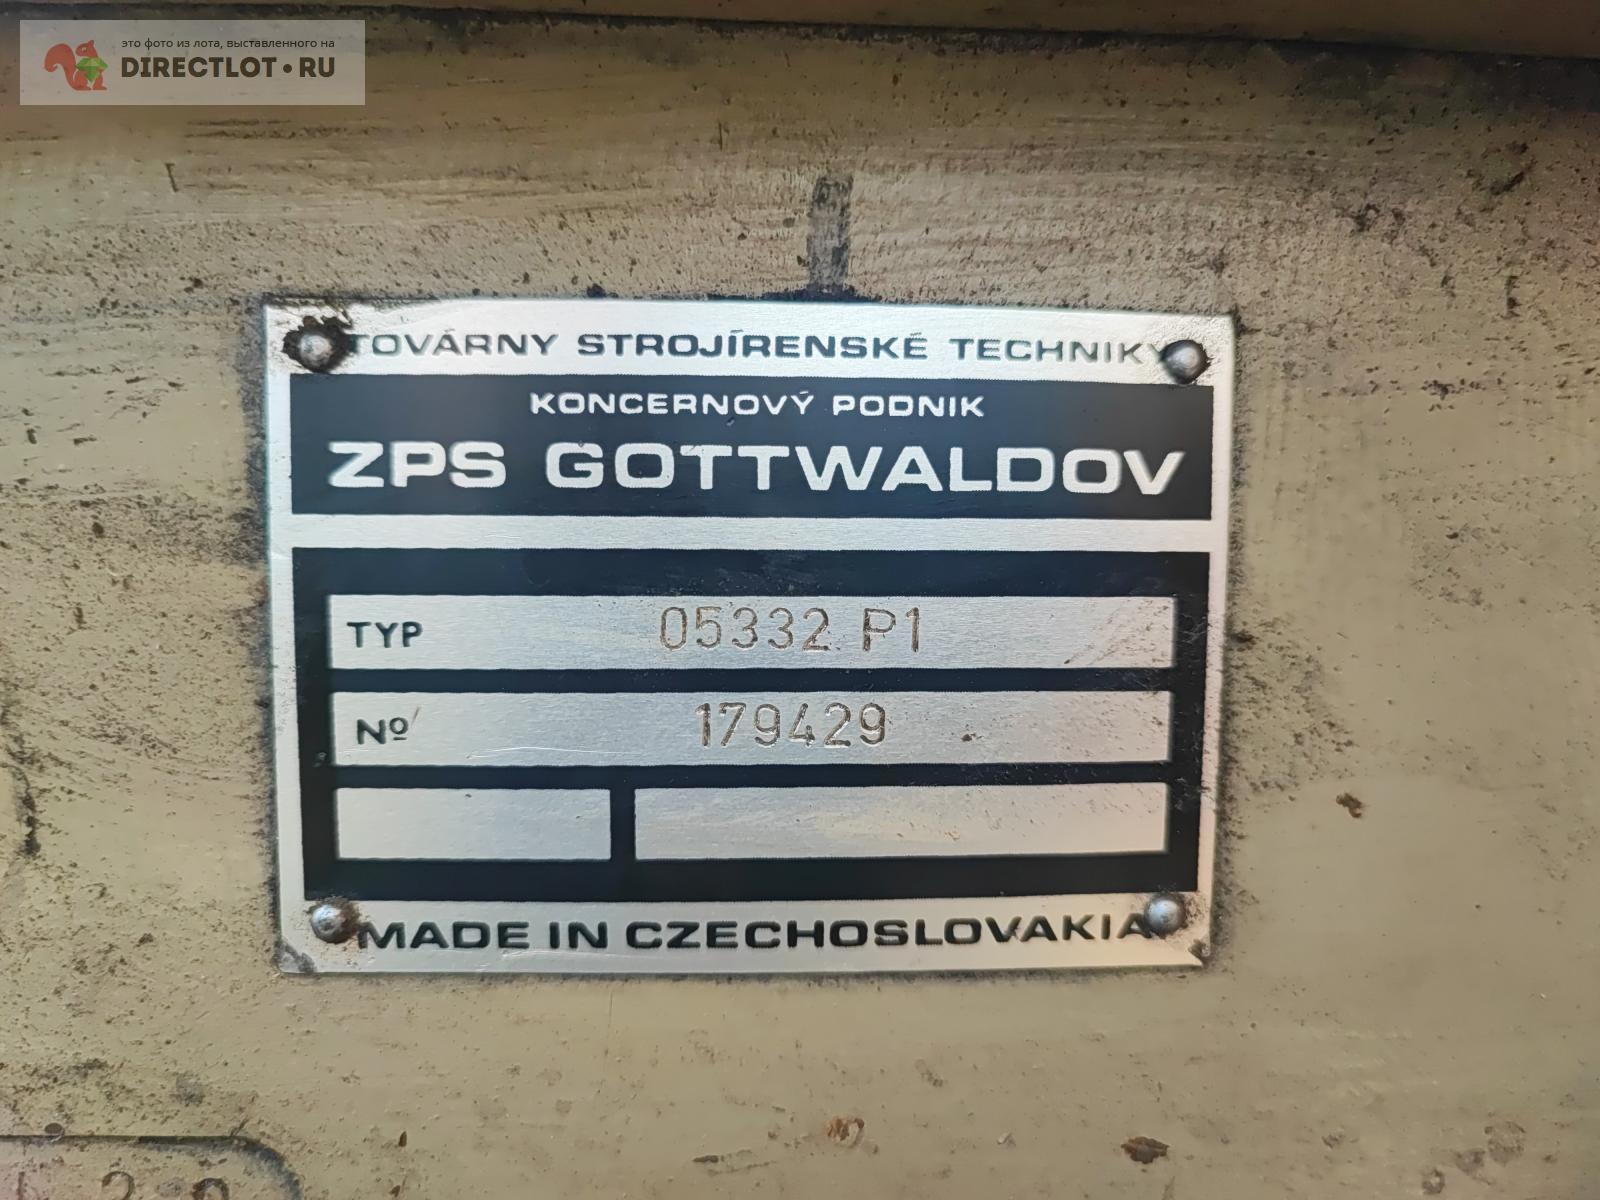 это фото из лота, выставленного на
DIRECTLOT•RU
TOVÁRNY STROJÍRENSKÉ TECHNIKY
KONCERNOVÝ PODNIK
ZPS GOTTWALDOV
TYP 05332 P1
Nº 179429
MADE IN CZECHOSLOVAKIA